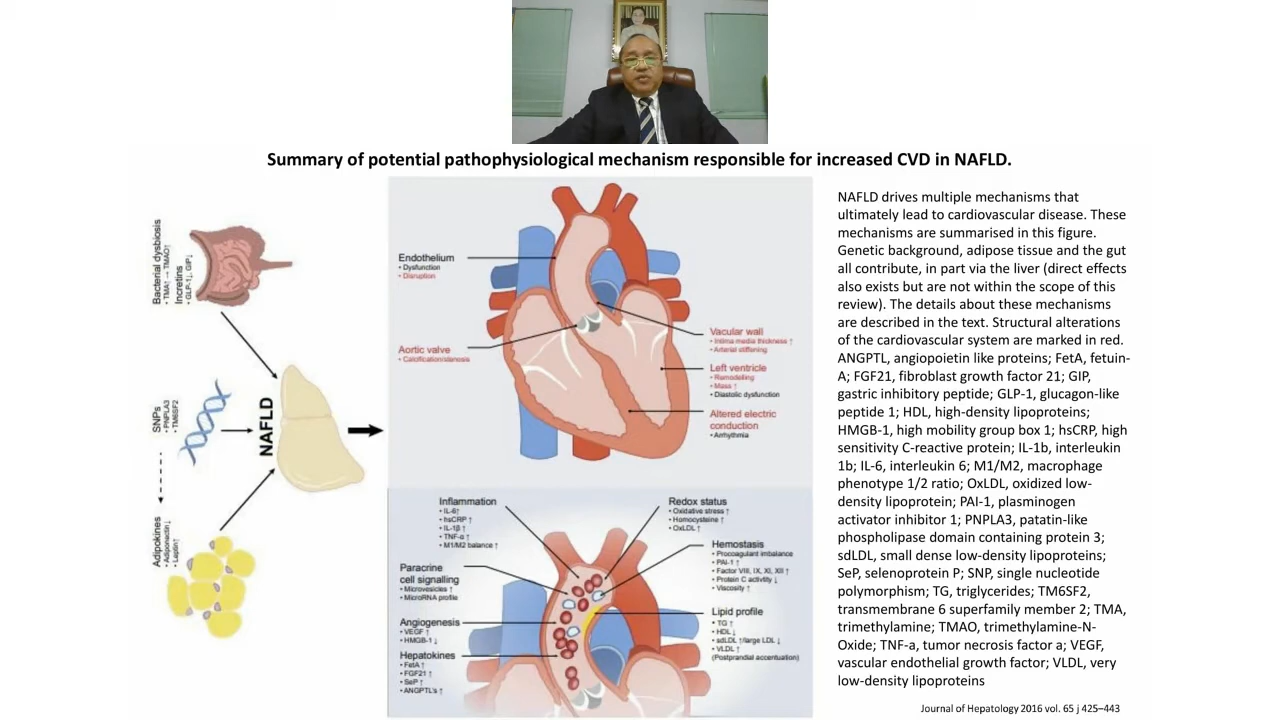 Summary of potential pathophysiological mechanism responsible for increased CVD in NAFLD.
Bacterial dysbiosis
• TMA↑→ TMAO↑
Incretins
• GLP-1↓, GIP↓
SNPs
• PNPLA3
• TM6SF2
Adipokines
• Adiponectin↓
• Leptin↑
NAFLD
Endothelium
• Dysfunction
• Disruption
Aortic valve
• Calcification/stenosis
Vacular wall
• Intima media thickness ↑
• Arterial stiffening
Left ventricle
• Remodelling
• Mass ↑
• Diastolic dysfunction
Altered electric
conduction
• Arrhythmia
Inflammation
• IL-6↑
• hsCRP ↑
• IL-1β ↑
• TNF-α ↑
• M1/M2 balance ↑
Paracrine
cell signalling
• Microvesicles ↑
• MicroRNA profile
Angiogenesis
• VEGF ↑
• HMGB-1 ↓
Hepatokines
• FetA ↑
• FGF21 ↑
• SeP ↑
• ANGPTL's ↑
Redox status
• Oxidative stress ↑
• Homocysteine ↑
• OxLDL ↑
Hemostasis
• Procoagulant imbalance
• PAI-1 ↑
• Factor VIII, IX, XI, XII ↑
• Protein C activity ↓
• Viscosity ↑
Lipid profile
• TG ↑
• HDL ↓
• sdLDL ↑/large LDL ↓
• VLDL ↑
(Postprandial accentuation)
NAFLD drives multiple mechanisms that
ultimately lead to cardiovascular disease. These
mechanisms are summarised in this figure.
Genetic background, adipose tissue and the gut
all contribute, in part via the liver (direct effects
also exists but are not within the scope of this
review). The details about these mechanisms
are described in the text. Structural alterations
of the cardiovascular system are marked in red.
ANGPTL, angiopoietin like proteins; FetA, fetuin-
A; FGF21, fibroblast growth factor 21; GIP,
gastric inhibitory peptide; GLP-1, glucagon-like
peptide 1; HDL, high-density lipoproteins;
HMGB-1, high mobility group box 1; hsCRP, high
sensitivity C-reactive protein; IL-1b, interleukin
1b; IL-6, interleukin 6; M1/M2, macrophage
phenotype 1/2 ratio; OxLDL, oxidized low-
density lipoprotein; PAI-1, plasminogen
activator inhibitor 1; PNPLA3, patatin-like
phospholipase domain containing protein 3;
sdLDL, small dense low-density lipoproteins;
SeP, selenoprotein P; SNP, single nucleotide
polymorphism; TG, triglycerides; TM6SF2,
transmembrane 6 superfamily member 2; TMA,
trimethylamine; TMAO, trimethylamine-N-
Oxide; TNF-a, tumor necrosis factor a; VEGF,
vascular endothelial growth factor; VLDL, very
low-density lipoproteins
Journal of Hepatology 2016 vol. 65 j 425–443